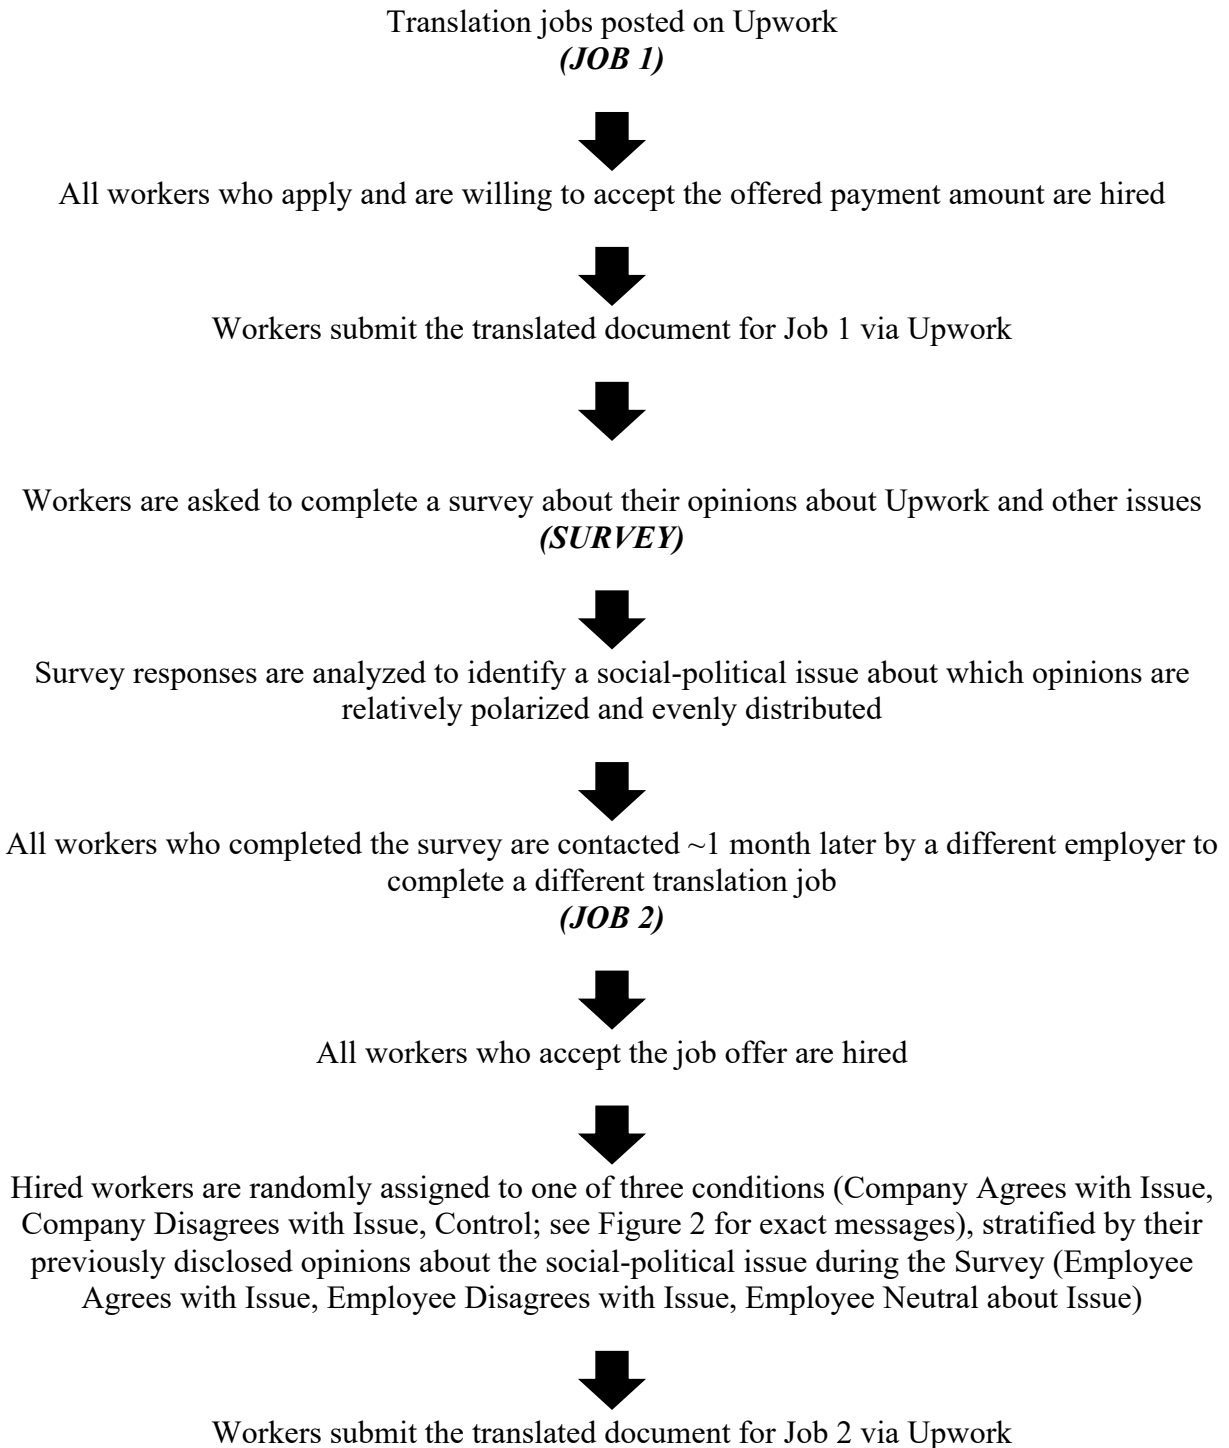 Translation jobs posted on Upwork
(JOB 1)
All workers who apply and are willing to accept the offered payment amount are hired
Workers submit the translated document for Job 1 via Upwork
Workers are asked to complete a survey about their opinions about Upwork and other issues
(SURVEY)
Survey responses are analyzed to identify a social-political issue about which opinions are
relatively polarized and evenly distributed
All workers who completed the survey are contacted ~1 month later by a different employer to
complete a different translation job
(JOB 2)
All workers who accept the job offer are hired
Hired workers are randomly assigned to one of three conditions (Company Agrees with Issue,
Company Disagrees with Issue, Control; see Figure 2 for exact messages), stratified by their
previously disclosed opinions about the social-political issue during the Survey (Employee
Agrees with Issue, Employee Disagrees with Issue, Employee Neutral about Issue)
Workers submit the translated document for Job 2 via Upwork